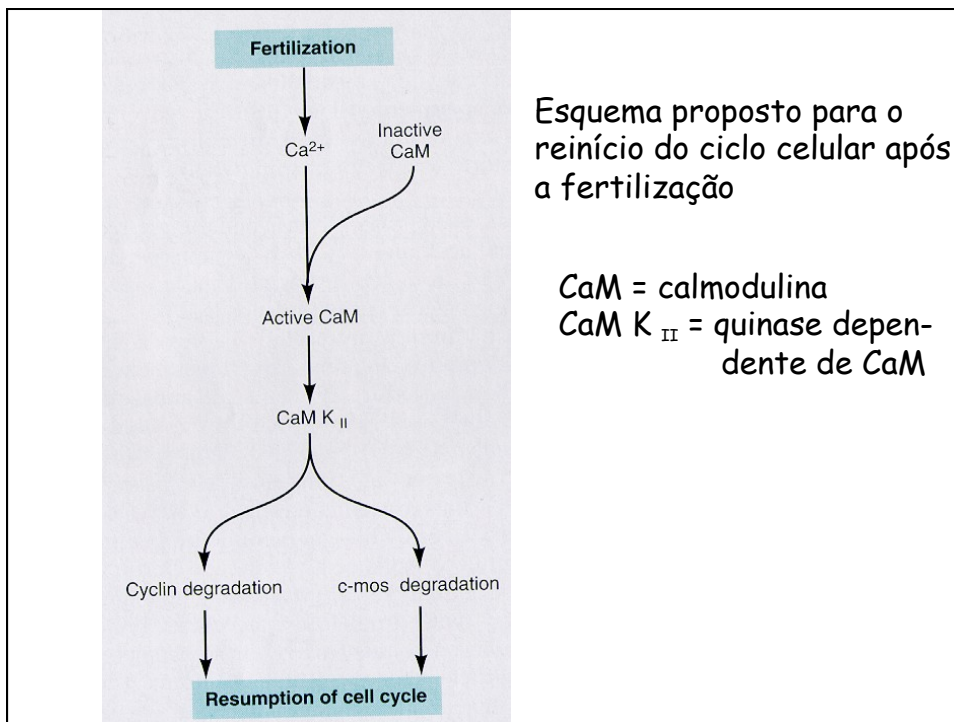 Fertilization
Ca²⁺
Inactive
CaM
Active CaM
CaM K II
Cyclin degradation
c-mos degradation
Resumption of cell cycle
Esquema proposto para o
reinício do ciclo celular após
a fertilização
CaM = calmodulina
CaM K II = quinase depen-
dente de CaM